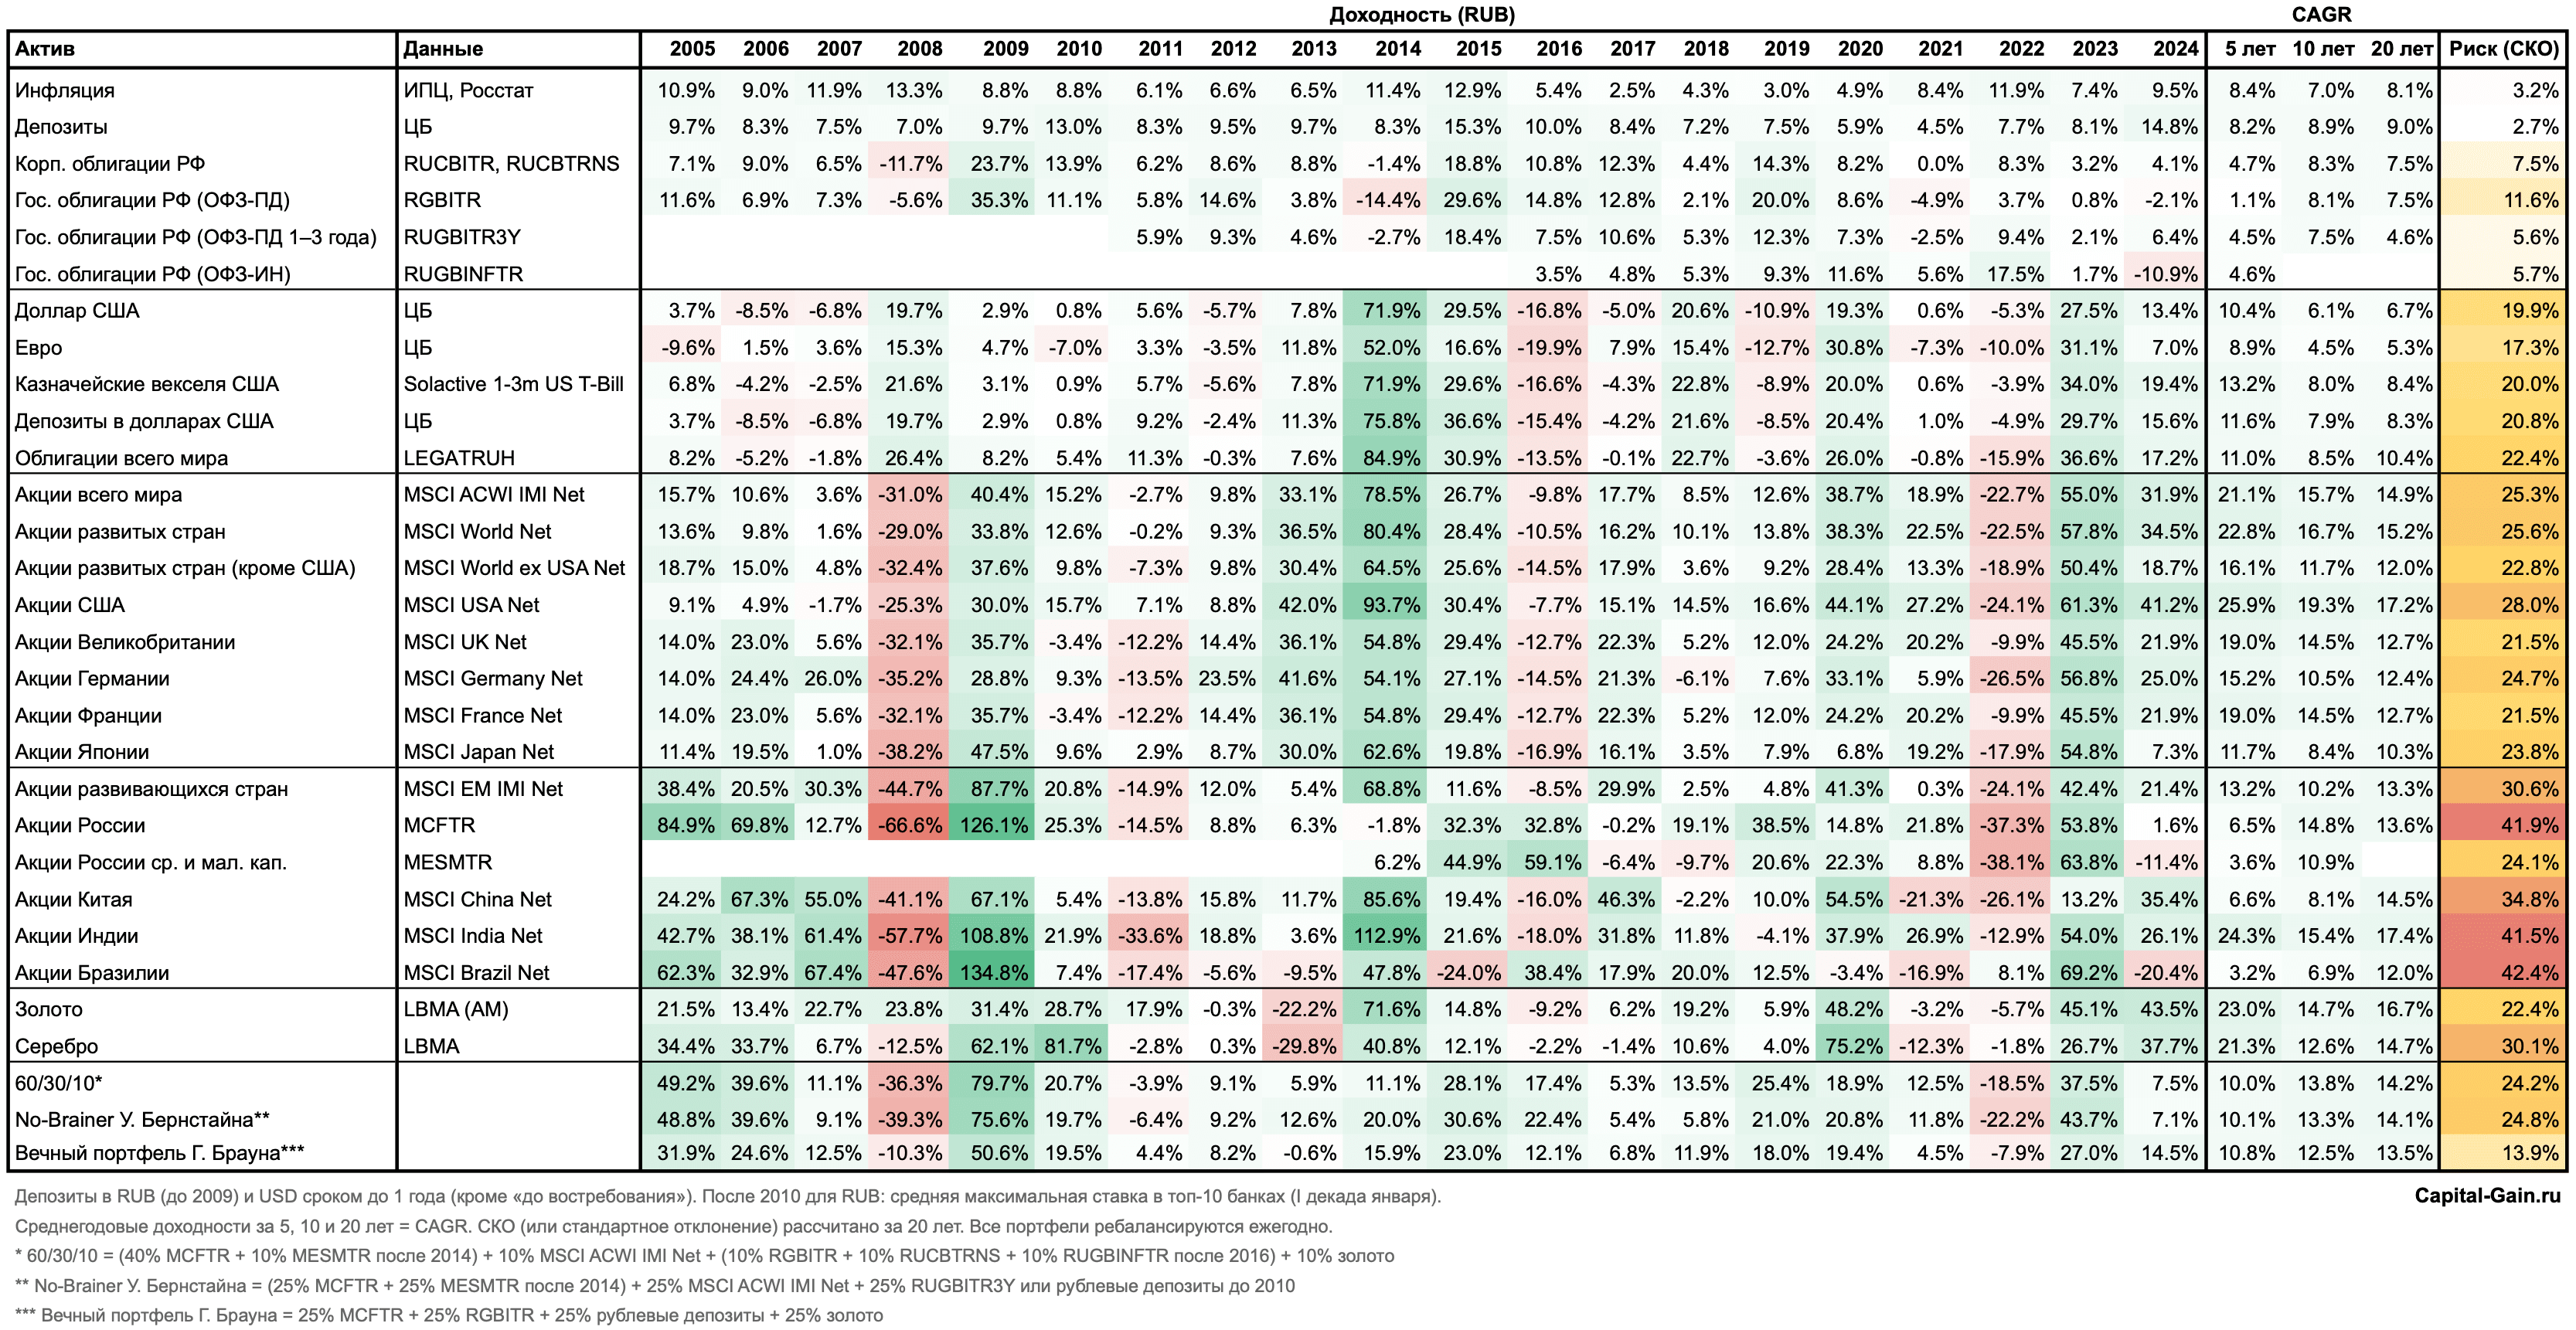 Доходность (RUB) CAGR
Актив Данные 2005 2006 2007 2008 2009 2010 2011 2012 2013 2014 2015 2016 2017 2018 2019 2020 2021 2022 2023 2024 5 лет 10 лет 20 лет Риск (СКО)
Инфляция ИПЦ, Росстат 10.9% 9.0% 11.9% 13.3% 8.8% 8.8% 6.1% 6.6% 6.5% 11.4% 12.9% 5.4% 2.5% 4.3% 3.0% 4.9% 8.4% 11.9% 7.4% 9.5% 8.4% 7.0% 8.1% 3.2%
Депозиты ЦБ 9.7% 8.3% 7.5% 7.0% 9.7% 13.0% 8.3% 9.5% 9.7% 8.3% 15.3% 10.0% 8.4% 7.2% 7.5% 5.9% 4.5% 7.7% 8.1% 14.8% 8.2% 8.9% 9.0% 2.7%
Корп. облигации РФ RUCBITR, RUCBTRNS 7.1% 9.0% 6.5% -11.7% 23.7% 13.9% 6.2% 8.6% 8.8% -1.4% 18.8% 10.8% 12.3% 4.4% 14.3% 8.2% 0.0% 8.3% 3.2% 4.1% 4.7% 8.3% 7.5% 7.5%
Гос. облигации РФ (ОФЗ-ПД) RGBITR 11.6% 6.9% 7.3% -5.6% 35.3% 11.1% 5.8% 14.6% 3.8% -14.4% 29.6% 14.8% 12.8% 2.1% 20.0% 8.6% -4.9% 3.7% 0.8% -2.1% 1.1% 8.1% 7.5% 11.6%
Гос. облигации РФ (ОФЗ-ПД 1–3 года) RUGBITR3Y 5.9% 9.3% 4.6% -2.7% 18.4% 7.5% 10.6% 5.3% 12.3% 7.3% -2.5% 9.4% 2.1% 6.4% 4.5% 7.5% 4.6% 5.6%
Гос. облигации РФ (ОФЗ-ИН) RUGBINFTR 3.5% 4.8% 5.3% 9.3% 11.6% 5.6% 17.5% 1.7% -10.9% 4.6% 5.7%
Доллар США ЦБ 3.7% -8.5% -6.8% 19.7% 2.9% 0.8% 5.6% -5.7% 7.8% 71.9% 29.5% -16.8% -5.0% 20.6% -10.9% 19.3% 0.6% -5.3% 27.5% 13.4% 10.4% 6.1% 6.7% 19.9%
Евро ЦБ -9.6% 1.5% 3.6% 15.3% 4.7% -7.0% 3.3% -3.5% 11.8% 52.0% 16.6% -19.9% 7.9% 15.4% -12.7% 30.8% -7.3% -10.0% 31.1% 7.0% 8.9% 4.5% 5.3% 17.3%
Казначейские векселя США Solactive 1-3m US T-Bill 6.8% -4.2% -2.5% 21.6% 3.1% 0.9% 5.7% -5.6% 7.8% 71.9% 29.6% -16.6% -4.3% 22.8% -8.9% 20.0% 0.6% -3.9% 34.0% 19.4% 13.2% 8.0% 8.4% 20.0%
Депозиты в долларах США ЦБ 3.7% -8.5% -6.8% 19.7% 2.9% 0.8% 9.2% -2.4% 11.3% 75.8% 36.6% -15.4% -4.2% 21.6% -8.5% 20.4% 1.0% -4.9% 29.7% 15.6% 11.6% 7.9% 8.3% 20.8%
Облигации всего мира LEGATRUH 8.2% -5.2% -1.8% 26.4% 8.2% 5.4% 11.3% -0.3% 7.6% 84.9% 30.9% -13.5% -0.1% 22.7% -3.6% 26.0% -0.8% -15.9% 36.6% 17.2% 11.0% 8.5% 10.4% 22.4%
Акции всего мира MSCI ACWI IMI Net 15.7% 10.6% 3.6% -31.0% 40.4% 15.2% -2.7% 9.8% 33.1% 78.5% 26.7% -9.8% 17.7% 8.5% 12.6% 38.7% 18.9% -22.7% 55.0% 31.9% 21.1% 15.7% 14.9% 25.3%
Акции развитых стран MSCI World Net 13.6% 9.8% 1.6% -29.0% 33.8% 12.6% -0.2% 9.3% 36.5% 80.4% 28.4% -10.5% 16.2% 10.1% 13.8% 38.3% 22.5% -22.5% 57.8% 34.5% 22.8% 16.7% 15.2% 25.6%
Акции развитых стран (кроме США) MSCI World ex USA Net 18.7% 15.0% 4.8% -32.4% 37.6% 9.8% -7.3% 9.8% 30.4% 64.5% 25.6% -14.5% 17.9% 3.6% 9.2% 28.4% 13.3% -18.9% 50.4% 18.7% 16.1% 11.7% 12.0% 22.8%
Акции США MSCI USA Net 9.1% 4.9% -1.7% -25.3% 30.0% 15.7% 7.1% 8.8% 42.0% 93.7% 30.4% -7.7% 15.1% 14.5% 16.6% 44.1% 27.2% -24.1% 61.3% 41.2% 25.9% 19.3% 17.2% 28.0%
Акции Великобритании MSCI UK Net 14.0% 23.0% 5.6% -32.1% 35.7% -3.4% -12.2% 14.4% 36.1% 54.8% 29.4% -12.7% 22.3% 5.2% 12.0% 24.2% 20.2% -9.9% 45.5% 21.9% 19.0% 14.5% 12.7% 21.5%
Акции Германии MSCI Germany Net 14.0% 24.4% 26.0% -35.2% 28.8% 9.3% -13.5% 23.5% 41.6% 54.1% 27.1% -14.5% 21.3% -6.1% 7.6% 33.1% 5.9% -26.5% 56.8% 25.0% 15.2% 10.5% 12.4% 24.7%
Акции Франции MSCI France Net 14.0% 23.0% 5.6% -32.1% 35.7% -3.4% -12.2% 14.4% 36.1% 54.8% 29.4% -12.7% 22.3% 5.2% 12.0% 24.2% 20.2% -9.9% 45.5% 21.9% 19.0% 14.5% 12.7% 21.5%
Акции Японии MSCI Japan Net 11.4% 19.5% 1.0% -38.2% 47.5% 9.6% 2.9% 8.7% 30.0% 62.6% 19.8% -16.9% 16.1% 3.5% 7.9% 6.8% 19.2% -17.9% 54.8% 7.3% 11.7% 8.4% 10.3% 23.8%
Акции развивающихся стран MSCI EM IMI Net 38.4% 20.5% 30.3% -44.7% 87.7% 20.8% -14.9% 12.0% 5.4% 68.8% 11.6% -8.5% 29.9% 2.5% 4.8% 41.3% 0.3% -24.1% 42.4% 21.4% 13.2% 10.2% 13.3% 30.6%
Акции России MCFTR 84.9% 69.8% 12.7% -66.6% 126.1% 25.3% -14.5% 8.8% 6.3% -1.8% 32.3% 32.8% -0.2% 19.1% 38.5% 14.8% 21.8% -37.3% 53.8% 1.6% 6.5% 14.8% 13.6% 41.9%
Акции России ср. и мал. кап. MESMTR 6.2% 44.9% 59.1% -6.4% -9.7% 20.6% 22.3% 8.8% -38.1% 63.8% -11.4% 3.6% 10.9% 24.1%
Акции Китая MSCI China Net 24.2% 67.3% 55.0% -41.1% 67.1% 5.4% -13.8% 15.8% 11.7% 85.6% 19.4% -16.0% 46.3% -2.2% 10.0% 54.5% -21.3% -26.1% 13.2% 35.4% 6.6% 8.1% 14.5% 34.8%
Акции Индии MSCI India Net 42.7% 38.1% 61.4% -57.7% 108.8% 21.9% -33.6% 18.8% 3.6% 112.9% 21.6% -18.0% 31.8% 11.8% -4.1% 37.9% 26.9% -12.9% 54.0% 26.1% 24.3% 15.4% 17.4% 41.5%
Акции Бразилии MSCI Brazil Net 62.3% 32.9% 67.4% -47.6% 134.8% 7.4% -17.4% -5.6% -9.5% 47.8% -24.0% 38.4% 17.9% 20.0% 12.5% -3.4% -16.9% 8.1% 69.2% -20.4% 3.2% 6.9% 12.0% 42.4%
Золото LBMA (AM) 21.5% 13.4% 22.7% 23.8% 31.4% 28.7% 17.9% -0.3% -22.2% 71.6% 14.8% -9.2% 6.2% 19.2% 5.9% 48.2% -3.2% -5.7% 45.1% 43.5% 23.0% 14.7% 16.7% 22.4%
Серебро LBMA 34.4% 33.7% 6.7% -12.5% 62.1% 81.7% -2.8% 0.3% -29.8% 40.8% 12.1% -2.2% -1.4% 10.6% 4.0% 75.2% -12.3% -1.8% 26.7% 37.7% 21.3% 12.6% 14.7% 30.1%
60/30/10* 49.2% 39.6% 11.1% -36.3% 79.7% 20.7% -3.9% 9.1% 5.9% 11.1% 28.1% 17.4% 5.3% 13.5% 25.4% 18.9% 12.5% -18.5% 37.5% 7.5% 10.0% 13.8% 14.2% 24.2%
No-Brainer У. Бернстайна** 48.8% 39.6% 9.1% -39.3% 75.6% 19.7% -6.4% 9.2% 12.6% 20.0% 30.6% 22.4% 5.4% 5.8% 21.0% 20.8% 11.8% -22.2% 43.7% 7.1% 10.1% 13.3% 14.1% 24.8%
Вечный портфель Г. Брауна*** 31.9% 24.6% 12.5% -10.3% 50.6% 19.5% 4.4% 8.2% -0.6% 15.9% 23.0% 12.1% 6.8% 11.9% 18.0% 19.4% 4.5% -7.9% 27.0% 14.5% 10.8% 12.5% 13.5% 13.9%
Депозиты в RUB (до 2009) и USD сроком до 1 года (кроме «до востребования»). После 2010 для RUB: средняя максимальная ставка в топ-10 банках (I декада января). Capital-Gain.ru
Среднегодовые доходности за 5, 10 и 20 лет = CAGR. СКО (или стандартное отклонение) рассчитано за 20 лет. Все портфели ребалансируются ежегодно.
* 60/30/10 = (40% MCFTR + 10% MESMTR после 2014) + 10% MSCI ACWI IMI Net + (10% RGBITR + 10% RUCBTRNS + 10% RUGBINFTR после 2016) + 10% золото
** No-Brainer У. Бернстайна = (25% MCFTR + 25% MESMTR после 2014) + 25% MSCI ACWI IMI Net + 25% RUGBITR3Y или рублевые депозиты до 2010
*** Вечный портфель Г. Брауна = 25% MCFTR + 25% RGBITR + 25% рублевые депозиты + 25% золото